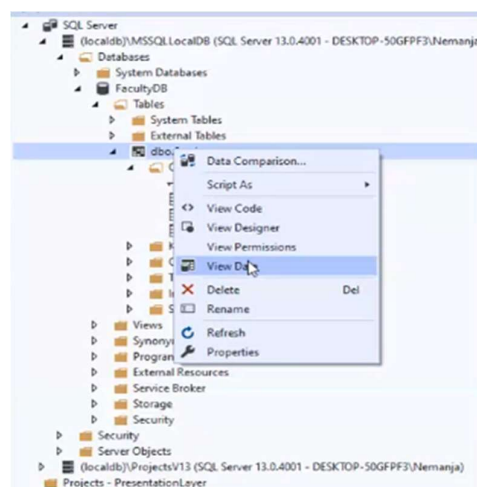 SQL Server
(localdb)\MSSQLLocalDB (SQL Server 13.0.4001 - DESKTOP-50GFPF3\Nemanja
Databases
System Databases
FacultyDB
Tables
System Tables
External Tables
Data Comparison...
Script As
View Code
View Designer
View Permissions
View
Delete Del
Rename
Refresh
Properties
Views
External Resources
Service Broker
Storage
Security
Security
Server Objects
(localdb)\ProjectsV13 (SQL Server 13.0.4001 - DESKTOP-50GFPF3\Nemanja)
Projects - PresentationLayer